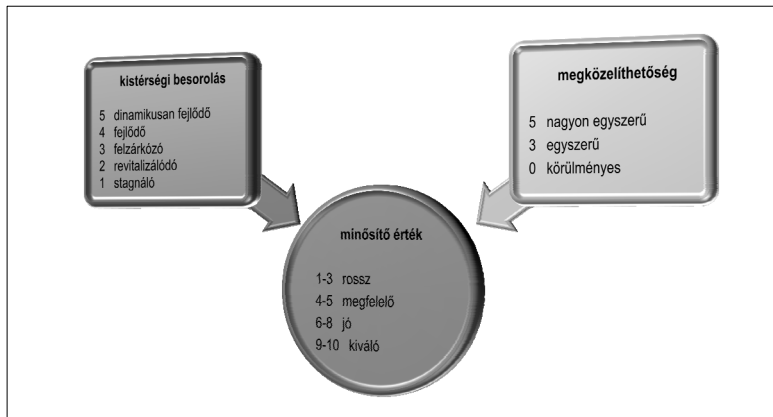 kistérségi besorolás
5 dinamikusan fejlődő
4 fejlődő
3 felzárkózó
2 revitalizálódó
1 stagnáló
megközelíthetőség
5 nagyon egyszerű
3 egyszerű
0 körülményes
minősítő érték
1-3 rossz
4-5 megfelelő
6-8 jó
9-10 kiváló